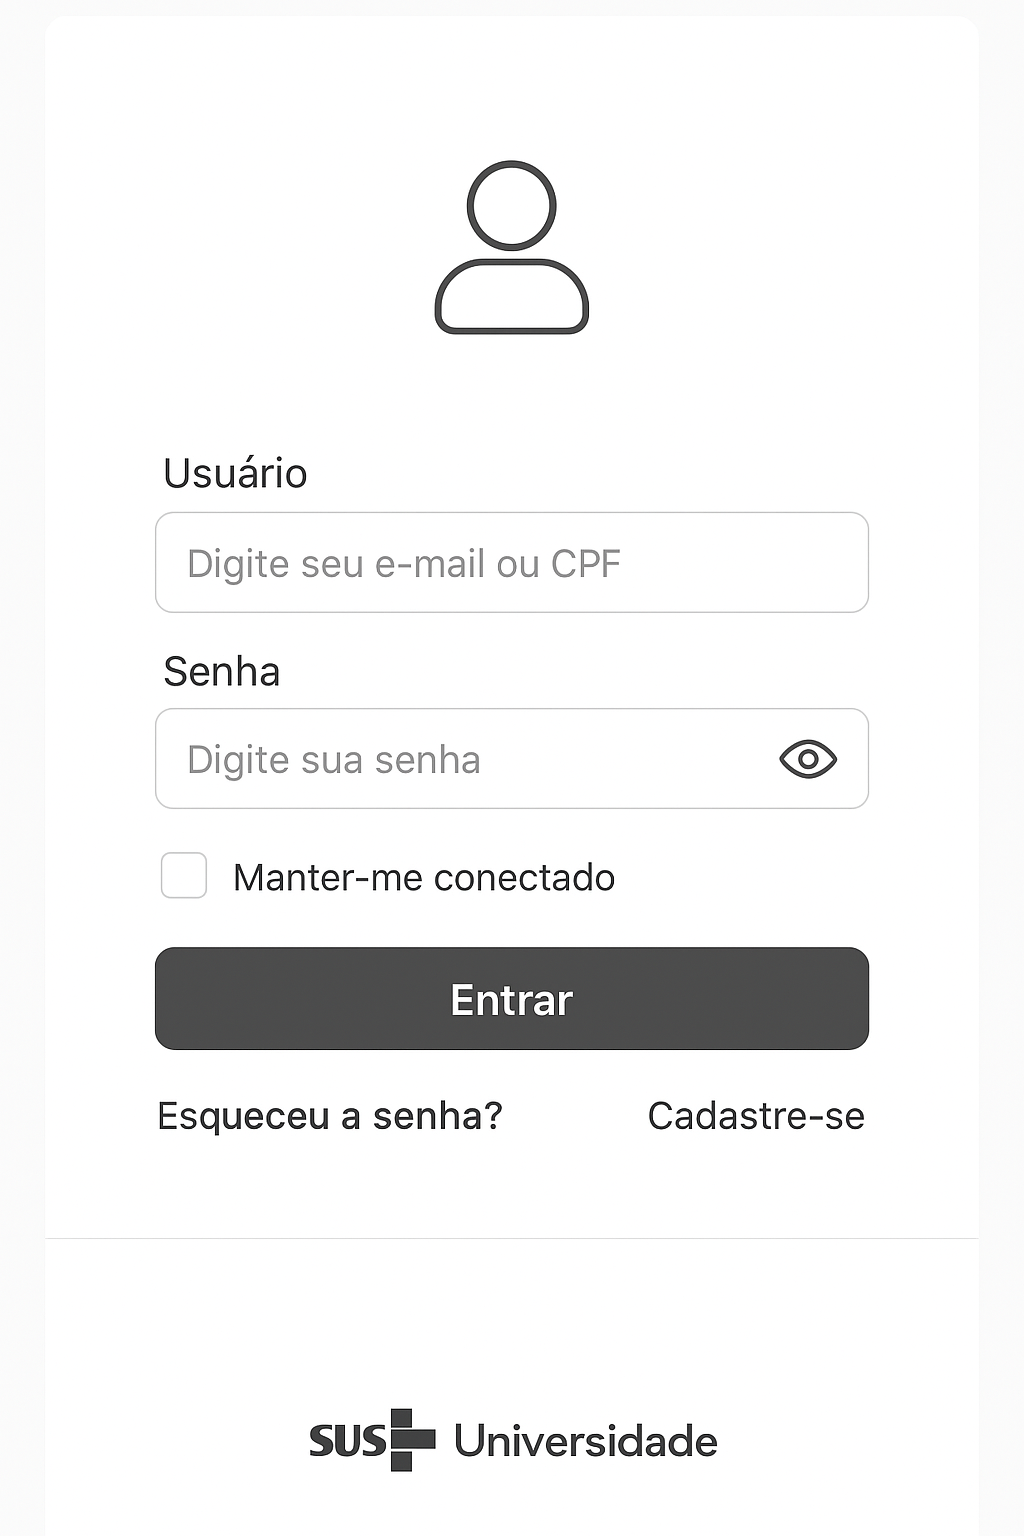 Usuário
Digite seu e-mail ou CPF
Senha
Digite sua senha
Manter-me conectado
Entrar
Esqueceu a senha? Cadastre-se
SUS Universidade